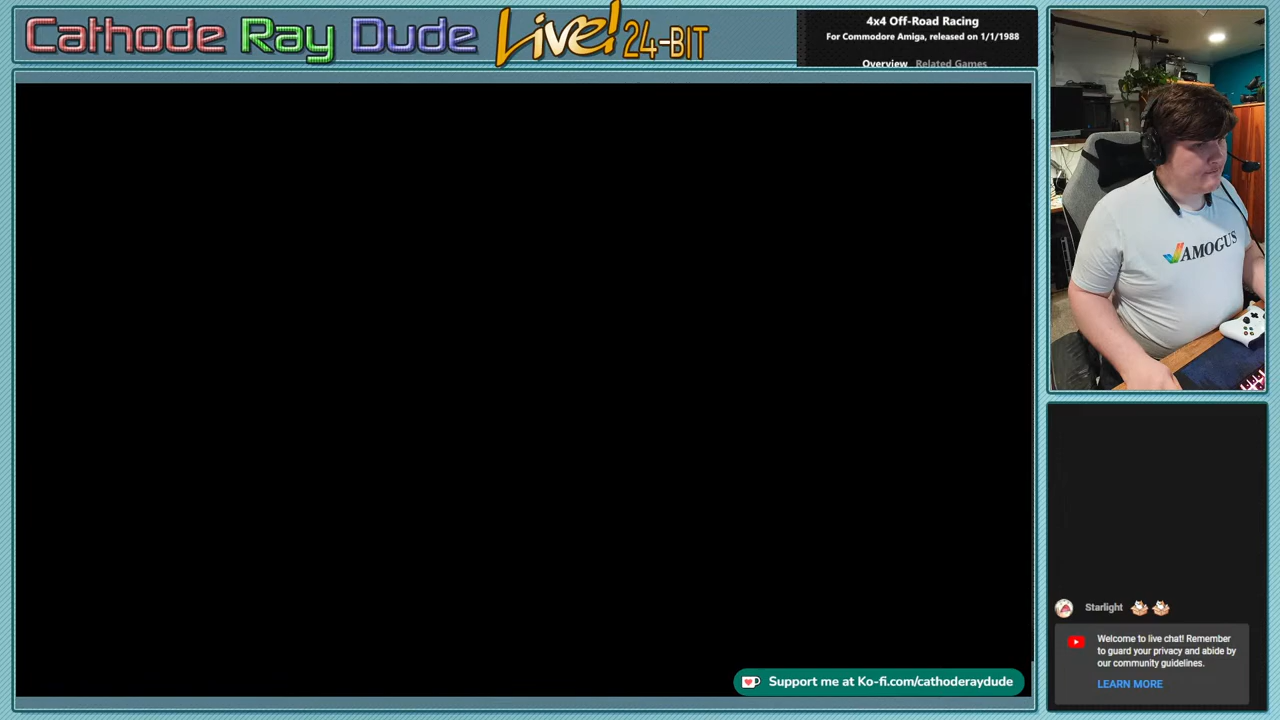 Cathode Ray Dude Live! 24-BIT
4x4 Off-Road Racing
For Commodore Amiga, released on 1/1/1988
Overview Related Games
AMOGUS
Starlight
Welcome to live chat! Remember
to guard your privacy and abide by
our community guidelines.
LEARN MORE
Support me at Ko-fi.com/cathoderaydude